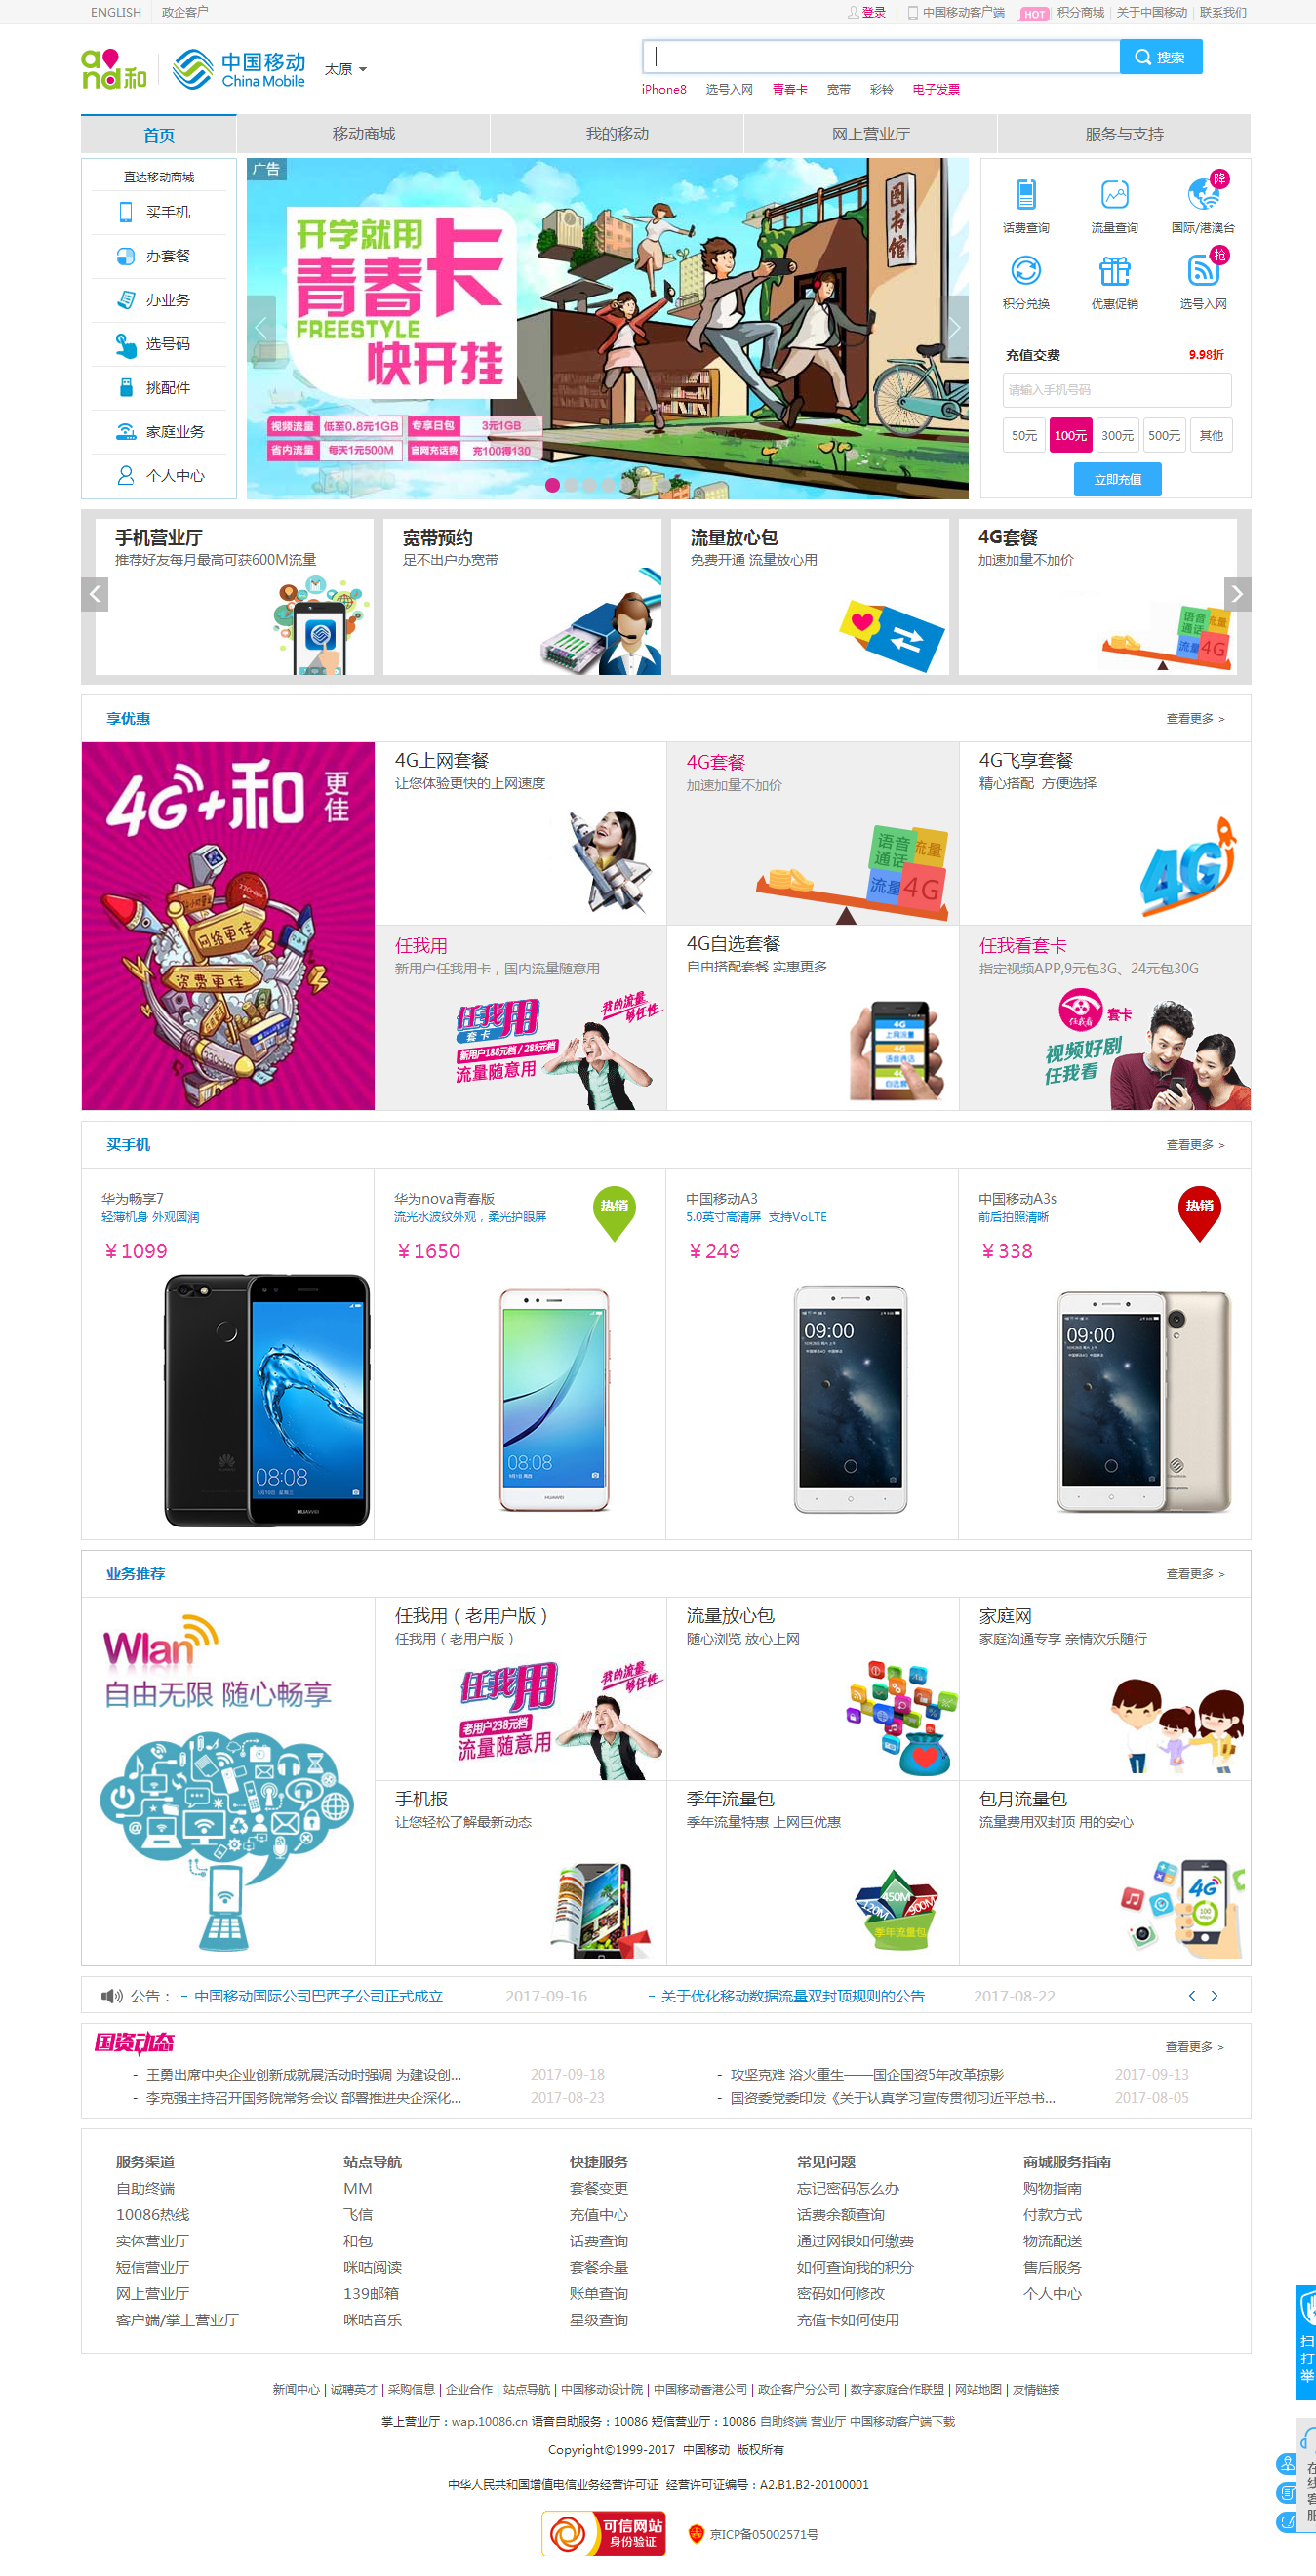 ENGLISH 政企客户 登录 中国移动客户端 HOT 积分商城 关于中国移动 联系我们
and和 中国移动 China Mobile 太原 搜索
iPhone8 选号入网 青春卡 宽带 彩铃 电子发票
首页 移动商城 我的移动 网上营业厅 服务与支持
直达移动商城
买手机
办套餐
办业务
选号码
挑配件
家庭业务
个人中心
广告
图书馆
开学就用
青春卡
FREESTYLE
快开挂
视频流量 低至0.8元1GB 专享日包 3元1GB
省内流量 每天1元500M 官网充话费 充100得130
降
话费查询 流量查询 国际/港澳台
抢
积分兑换 优惠促销 选号入网
充值交费 9.98折
请输入手机号码
50元 100元 300元 500元 其他
立即充值
手机营业厅 宽带预约 流量放心包 4G套餐
推荐好友每月最高可获600M流量 足不出户办宽带 免费开通 流量放心用 加速加量不加价
语音通话 流量 流量 4G
享优惠 查看更多 >
4G+和 更佳
网络更佳
资费更佳
4G上网套餐 4G套餐 4G飞享套餐
让您体验更快的上网速度 加速加量不加价 精心搭配 方便选择
语音通话 流量 流量 4G
4G
任我用 4G自选套餐 任我看套卡
新用户任我用卡，国内流量随意用 自由搭配套餐 实惠更多 指定视频APP,9元包3G、24元包30G
任我用 套卡 我的流量 够任性
新用户188元档/288元档
流量随意用
4G 上网流量
4G 语音通话
4G 自选
任我看 套卡
视频好剧
任我看
买手机 查看更多 >
华为畅享7 华为nova青春版 热销 中国移动A3 中国移动A3s 热销
轻薄机身 外观圆润 流光水波纹外观，柔光护眼屏 5.0英寸高清屏 支持VoLTE 前后拍照清晰
￥1099 ￥1650 ￥249 ￥338
08:08 HUAWEI
08:08 HUAWEI
09:00
09:00
业务推荐 查看更多 >
Wlan
自由无限 随心畅享
任我用（老用户版） 流量放心包 家庭网
任我用（老用户版） 随心浏览 放心上网 家庭沟通专享 亲情欢乐随行
任我用 我的流量 够任性
老用户238元档
流量随意用
手机报 季年流量包 包月流量包
让您轻松了解最新动态 季年流量特惠 上网巨优惠 流量费用双封顶 用的安心
120M 450M 900M
季年流量包
4G
100
公告： - 中国移动国际公司巴西子公司正式成立 2017-09-16 - 关于优化移动数据流量双封顶规则的公告 2017-08-22
国资动态 查看更多 >
- 王勇出席中央企业创新成就展活动时强调 为建设创... 2017-09-18 - 攻坚克难 浴火重生——国企国资5年改革掠影 2017-09-13
- 李克强主持召开国务院常务会议 部署推进央企深化... 2017-08-23 - 国资委党委印发《关于认真学习宣传贯彻习近平总书... 2017-08-05
服务渠道 站点导航 快捷服务 常见问题 商城服务指南
自助终端 MM 套餐变更 忘记密码怎么办 购物指南
10086热线 飞信 充值中心 话费余额查询 付款方式
实体营业厅 和包 话费查询 通过网银如何缴费 物流配送
短信营业厅 咪咕阅读 套餐余量 如何查询我的积分 售后服务
网上营业厅 139邮箱 账单查询 密码如何修改 个人中心
客户端/掌上营业厅 咪咕音乐 星级查询 充值卡如何使用
扫
打
举
新闻中心 | 诚聘英才 | 采购信息 | 企业合作 | 站点导航 | 中国移动设计院 | 中国移动香港公司 | 政企客户分公司 | 数字家庭合作联盟 | 网站地图 | 友情链接
掌上营业厅：wap.10086.cn 语音自助服务：10086 短信营业厅：10086 自助终端 营业厅 中国移动客户端下载
Copyright©1999-2017 中国移动 版权所有
中华人民共和国增值电信业务经营许可证 经营许可证编号：A2.B1.B2-20100001
在线客服
可信网站
身份验证
京ICP备05002571号